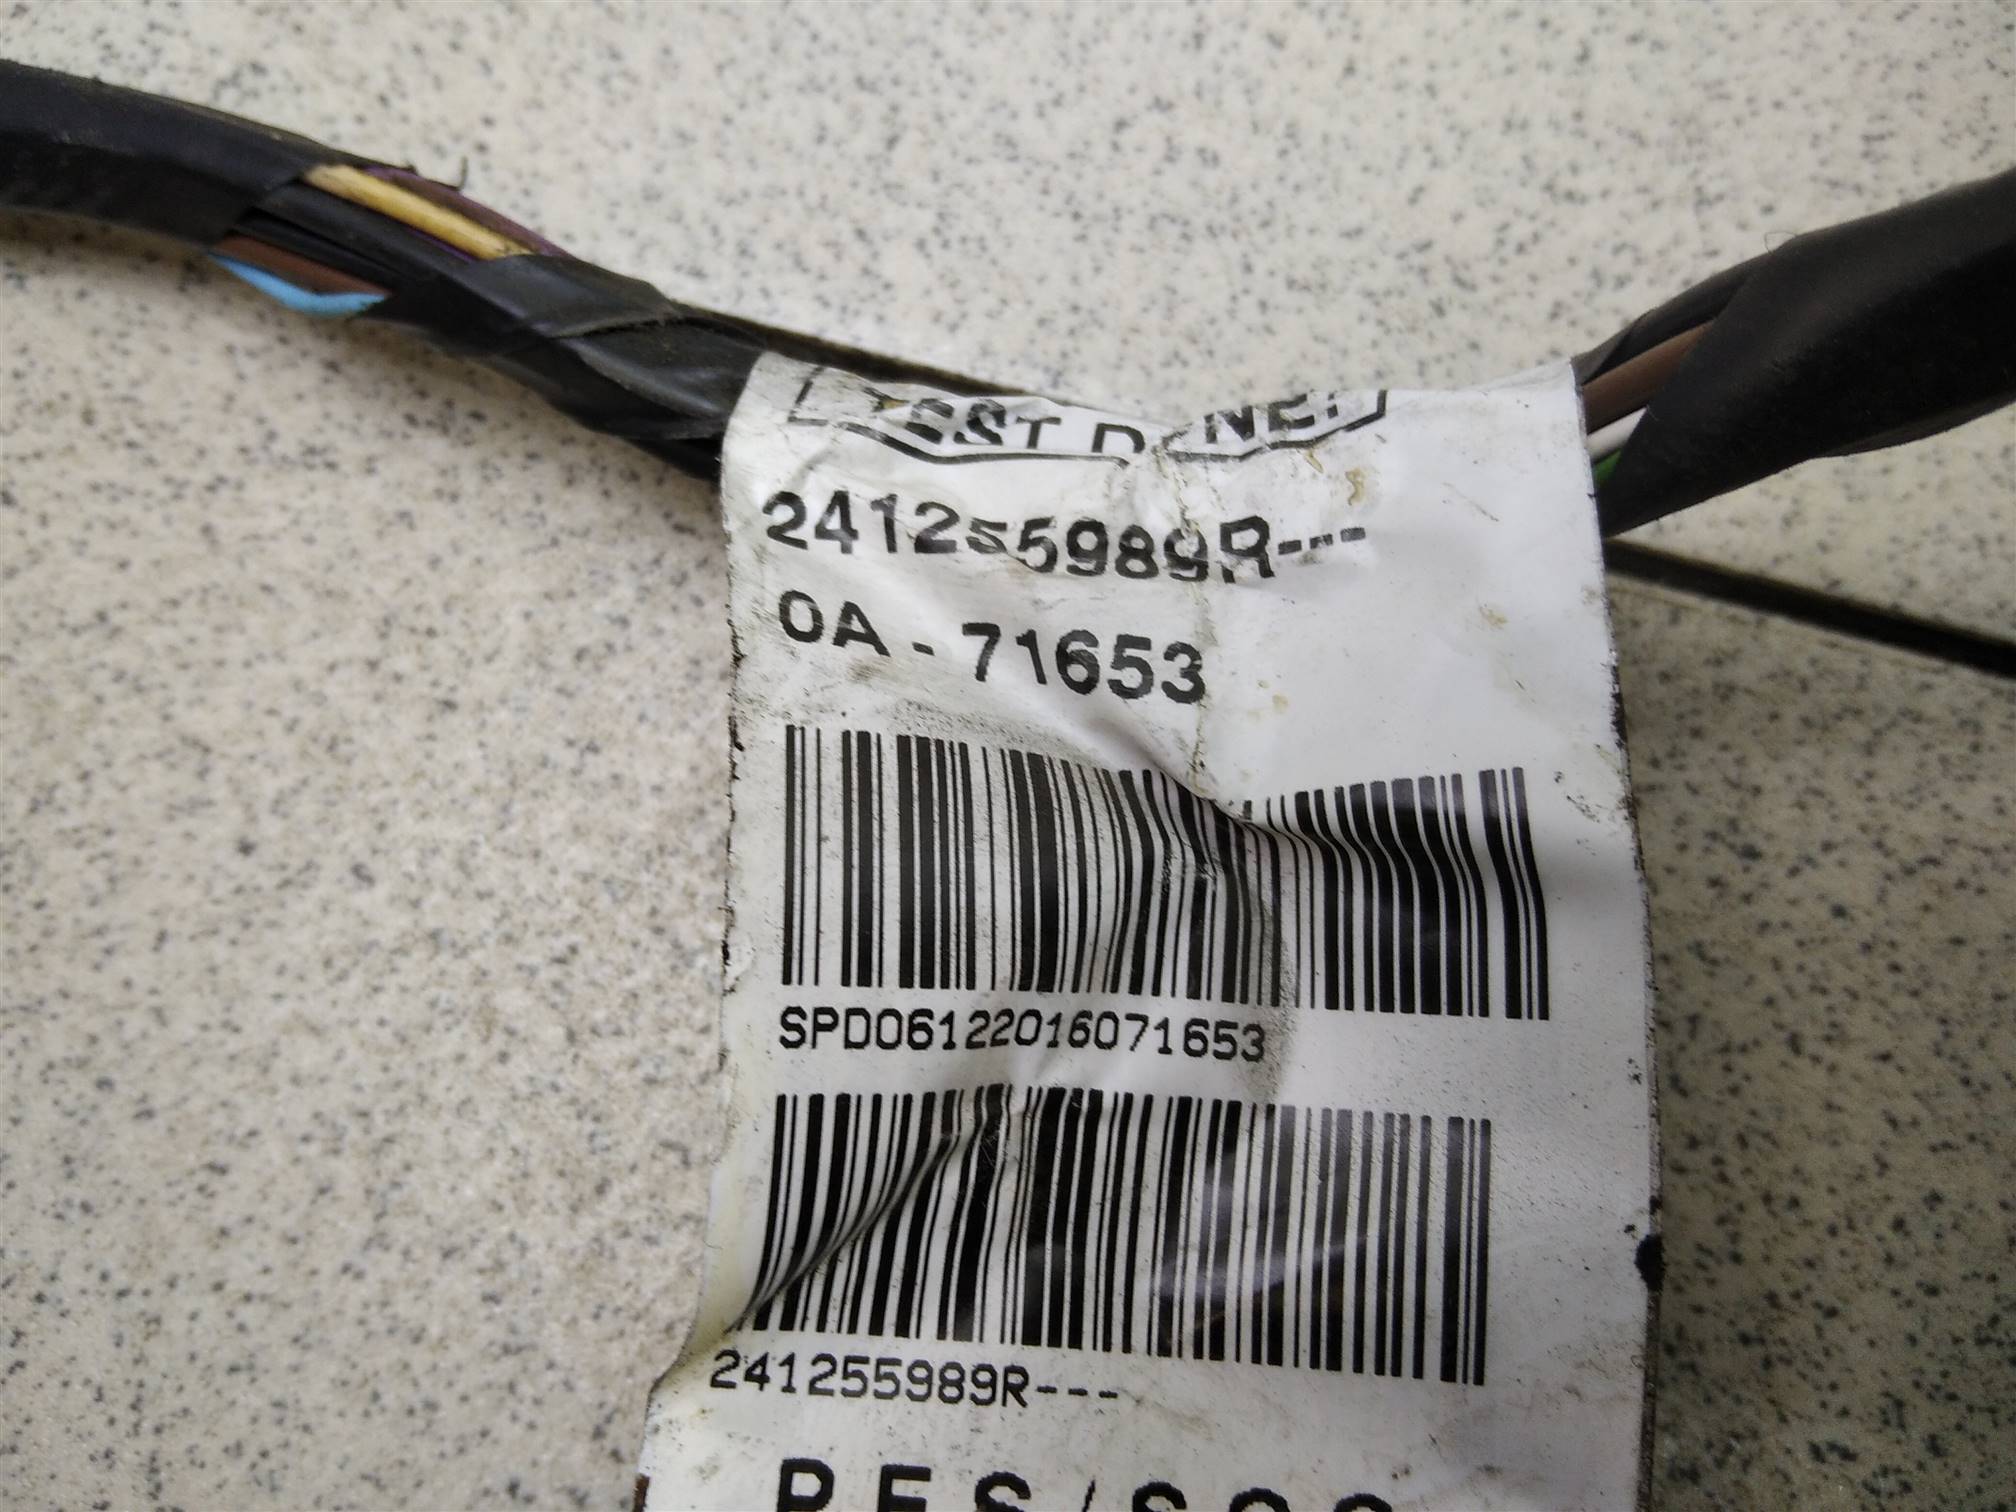 TEST DONE!
241255989R---
0A - 71653
SPD06122016071653
241255989R---